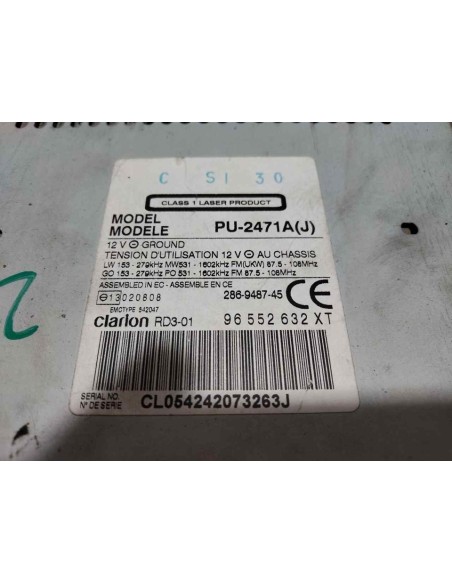 C SI 30
CLASS 1 LASER PRODUCT
MODEL
MODELE PU-2471A(J)
12 V ⊖ GROUND
TENSION D'UTILISATION 12 V ⊖ AU CHASSIS
LW 153 - 279kHz MW531 - 1602kHz FM(UKW) 87.5 - 108MHz
GO 153 - 279kHz PO 531 - 1602kHz FM 87.5 - 108MHz
ASSEMBLED IN EC - ASSEMBLE EN CE
e13 020808 286-9487-45 CE
EMCTYPE 542047
clarion RD3-01 96 552 632 XT
SERIAL NO.
N° DE SERIE CL054242073263J
2